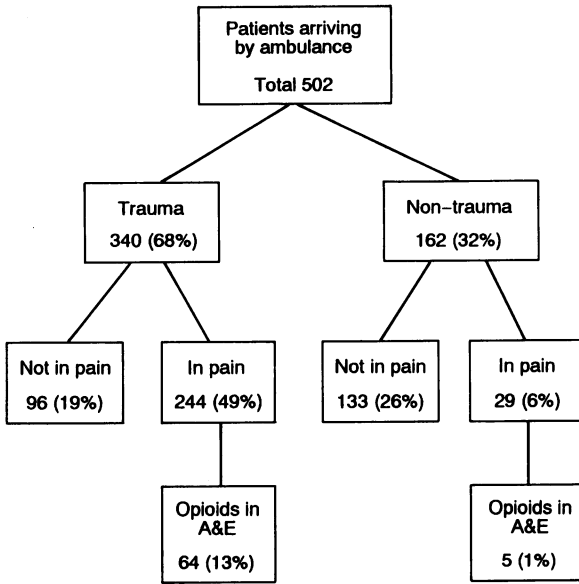 Patients arriving
by ambulance
Total 502
Trauma
340 (68%)
Non-trauma
162 (32%)
Not in pain
96 (19%)
In pain
244 (49%)
Not in pain
133 (26%)
In pain
29 (6%)
Opioids in
A&E
64 (13%)
Opioids in
A&E
5 (1%)